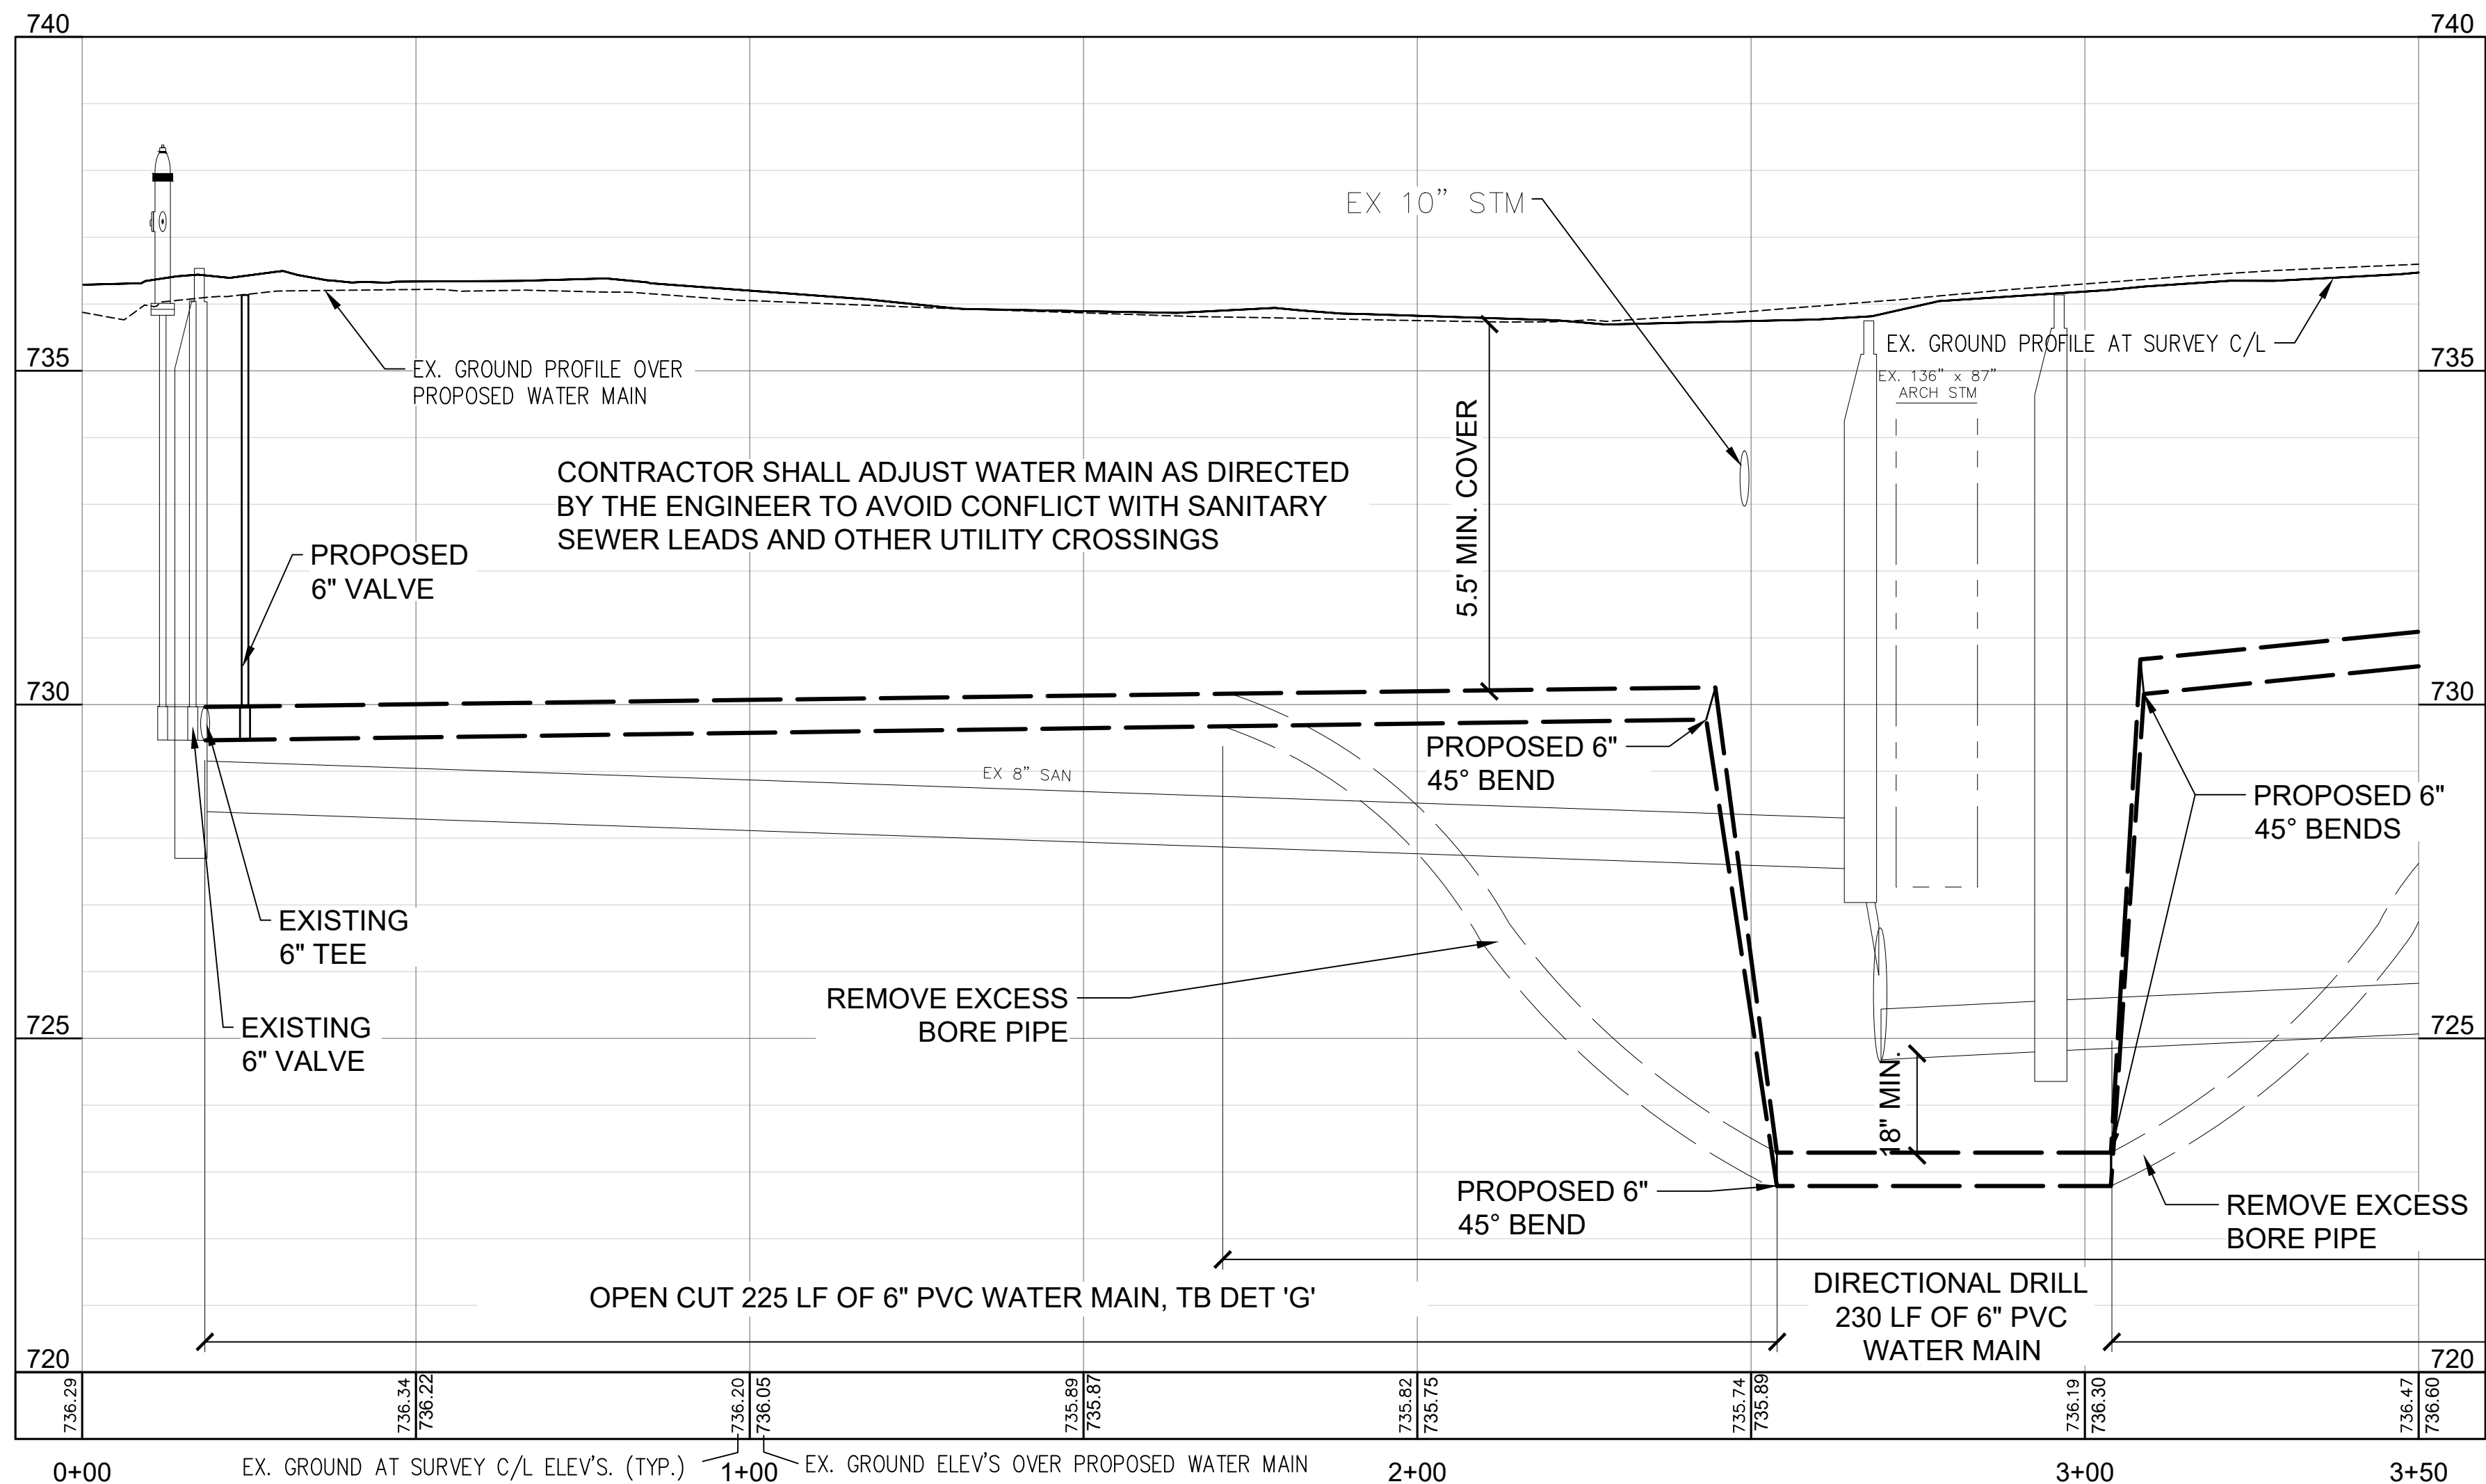 740
740
EX 10” STM
735
EX. GROUND PROFILE OVER
PROPOSED WATER MAIN
EX. GROUND PROFILE AT SURVEY C/L
735
EX. 136” x 87”
ARCH STM
5.5' MIN. COVER
CONTRACTOR SHALL ADJUST WATER MAIN AS DIRECTED
BY THE ENGINEER TO AVOID CONFLICT WITH SANITARY
SEWER LEADS AND OTHER UTILITY CROSSINGS
PROPOSED
6" VALVE
730
730
PROPOSED 6"
45° BEND
EX 8” SAN
PROPOSED 6"
45° BENDS
EXISTING
6" TEE
REMOVE EXCESS
BORE PIPE
EXISTING
6" VALVE
725
725
18" MIN.
PROPOSED 6"
45° BEND
REMOVE EXCESS
BORE PIPE
OPEN CUT 225 LF OF 6" PVC WATER MAIN, TB DET 'G'
DIRECTIONAL DRILL
230 LF OF 6" PVC
WATER MAIN
720
720
736.29
736.34
736.22
736.20
736.05
735.89
735.87
735.82
735.75
735.74
735.89
736.19
736.30
736.47
736.60
EX. GROUND AT SURVEY C/L ELEV'S. (TYP.)
EX. GROUND ELEV'S OVER PROPOSED WATER MAIN
0+00
1+00
2+00
3+00
3+50